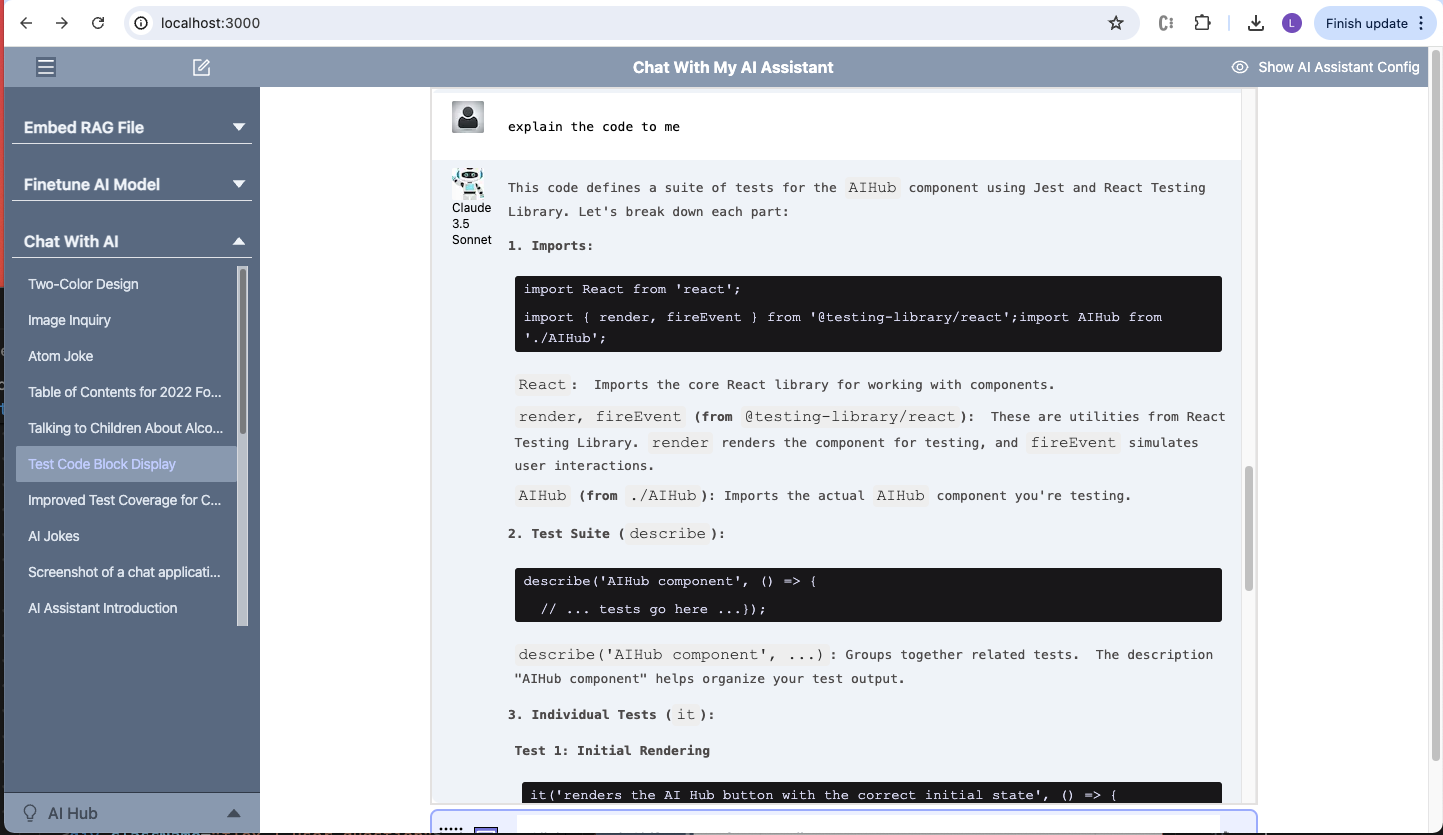 localhost:3000
L
Finish update
Chat With My AI Assistant
Show AI Assistant Config
Embed RAG File
Finetune AI Model
Chat With AI
Two-Color Design
Image Inquiry
Atom Joke
Table of Contents for 2022 Fo...
Talking to Children About Alco...
Test Code Block Display
Improved Test Coverage for C...
AI Jokes
Screenshot of a chat applicati...
AI Assistant Introduction
AI Hub
explain the code to me
Claude
3.5
Sonnet
This code defines a suite of tests for the AIHub component using Jest and React Testing
Library. Let's break down each part:
1. Imports:
import React from 'react';
import { render, fireEvent } from '@testing-library/react';import AIHub from
'./AIHub';
React: Imports the core React library for working with components.
render, fireEvent (from @testing-library/react): These are utilities from React
Testing Library. render renders the component for testing, and fireEvent simulates
user interactions.
AIHub (from ./AIHub): Imports the actual AIHub component you're testing.
2. Test Suite (describe):
describe('AIHub component', () => {
// ... tests go here ...});
describe('AIHub component', ...): Groups together related tests. The description
"AIHub component" helps organize your test output.
3. Individual Tests (it):
Test 1: Initial Rendering
it('renders the AI Hub button with the correct initial state', () => {